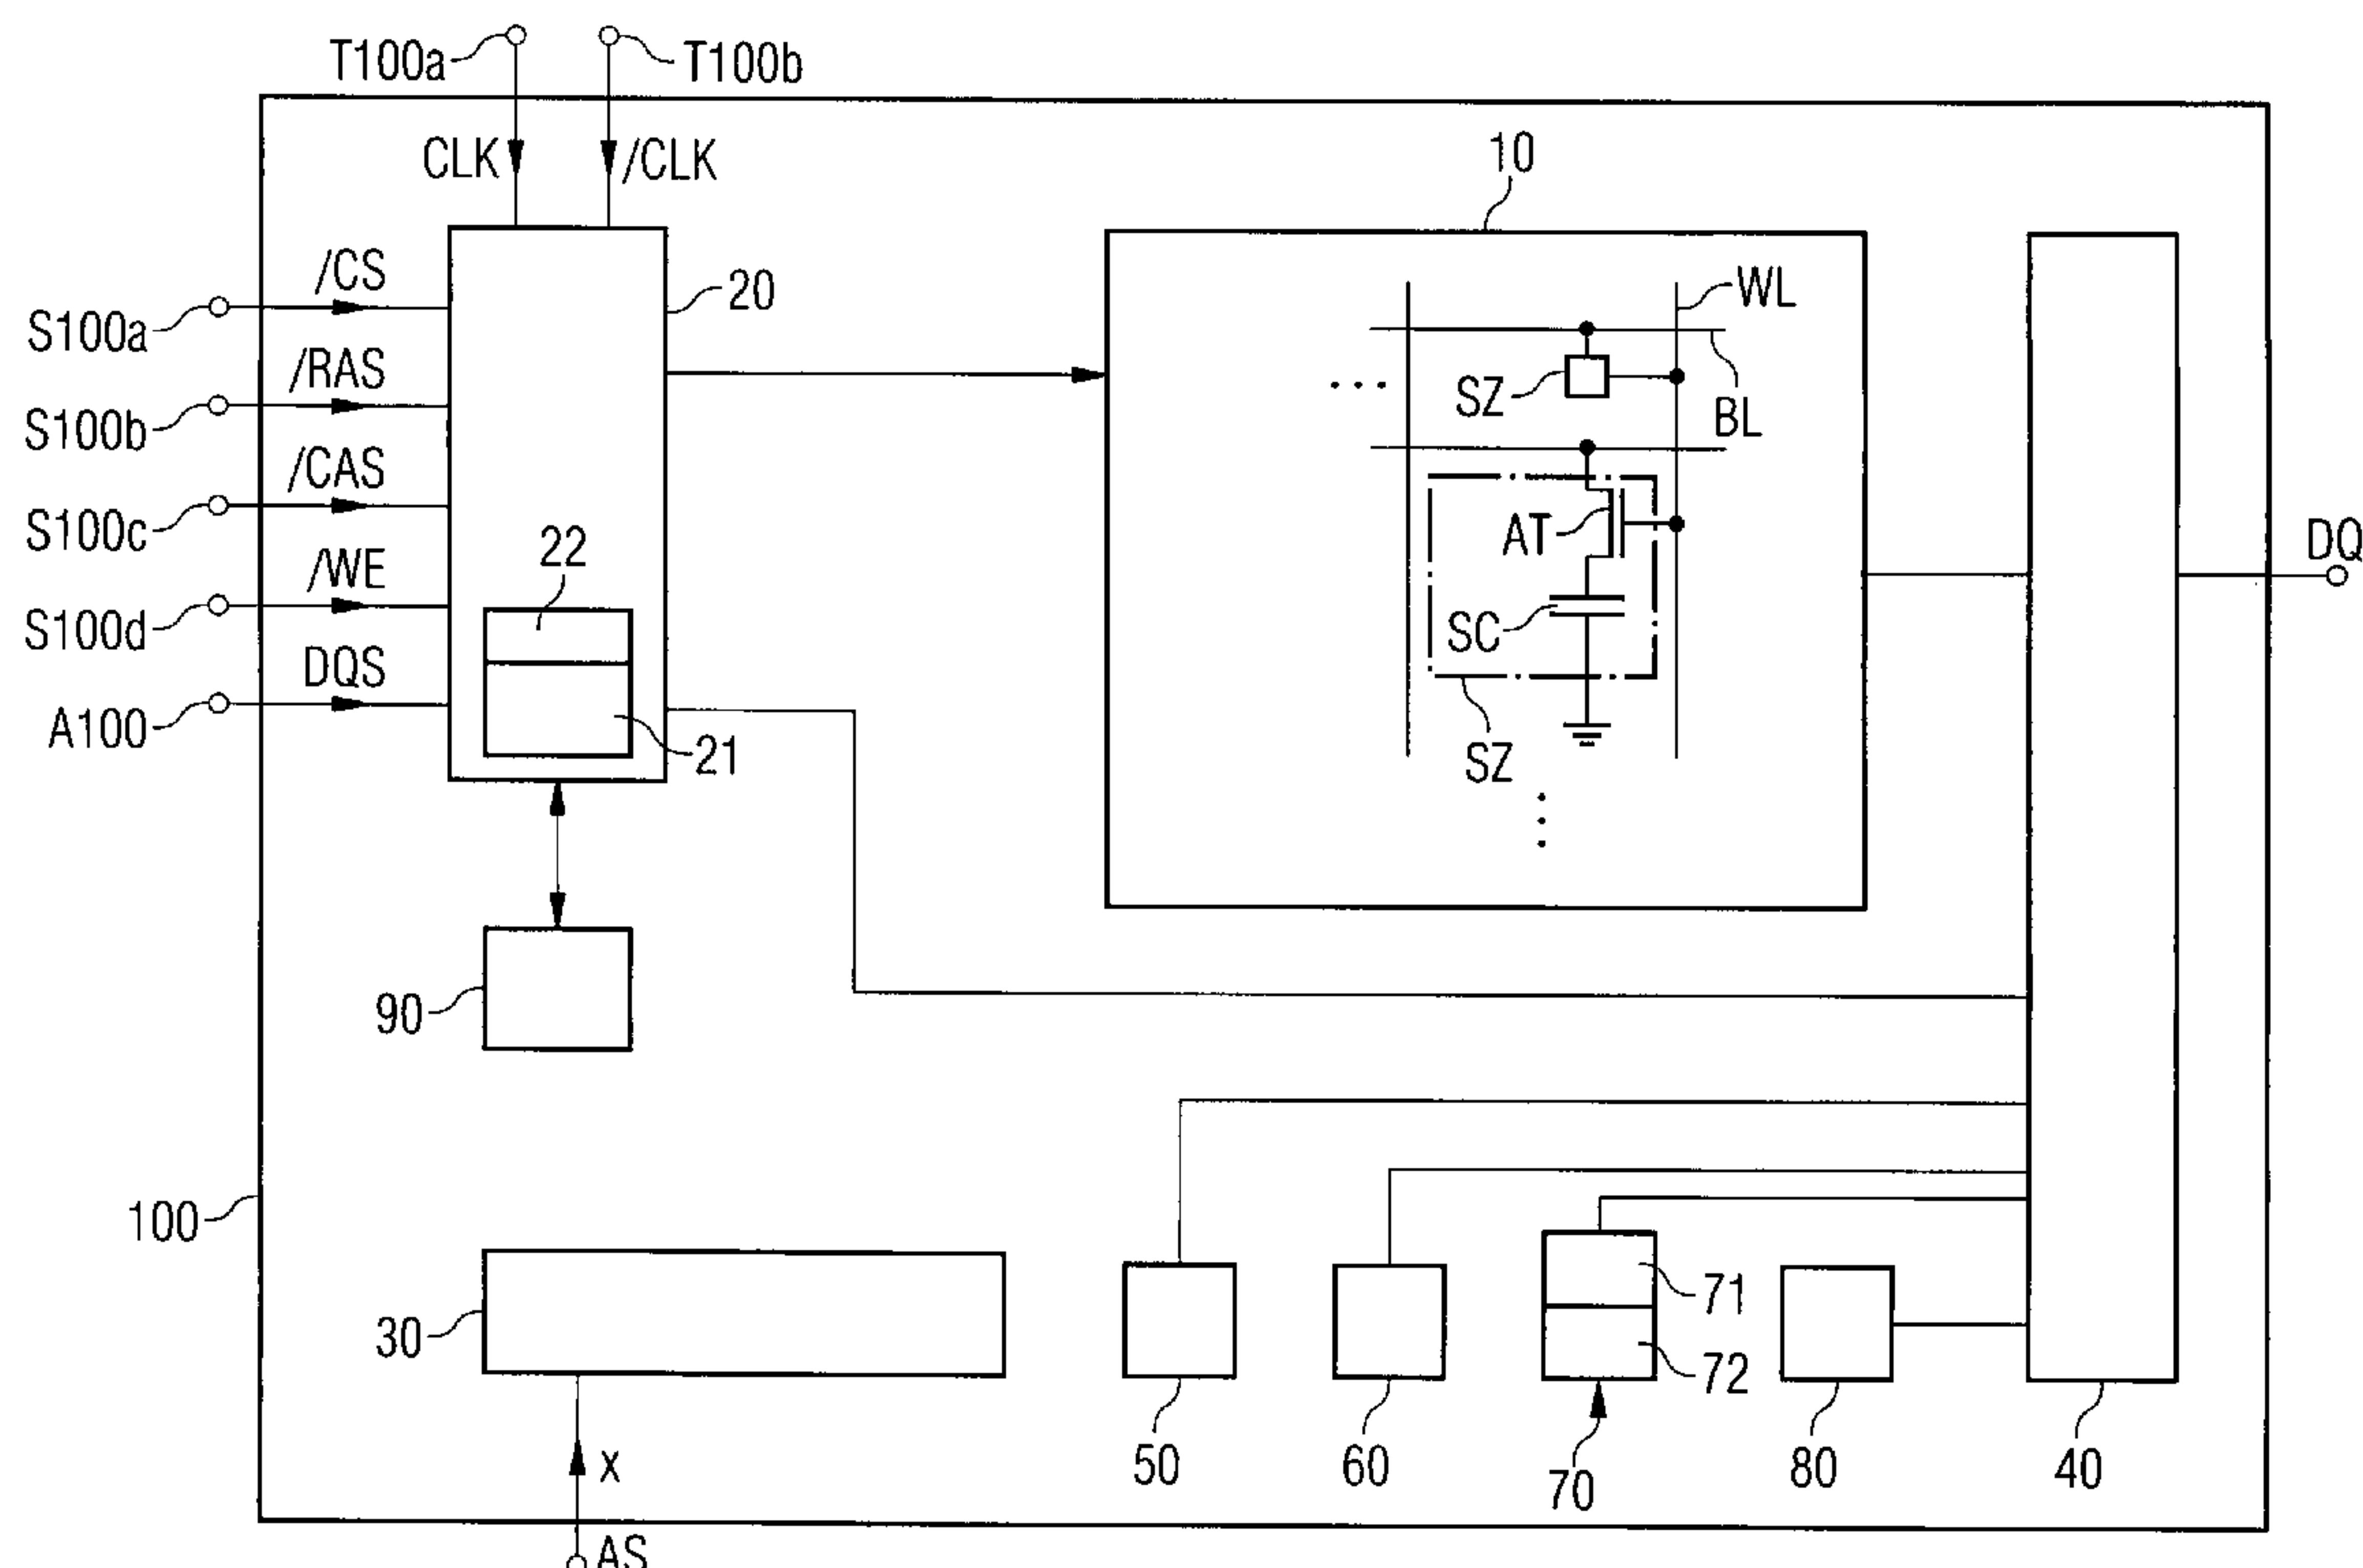 T100a
T100b
CLK
/CLK
10
/CS
20
WL
S100a
/RAS
SZ
BL
S100b
/CAS
AT
DQ
S100c
22
/WE
SC
S100d
DQS
A100
21
SZ
90
100
71
30
72
X
50
60
70
80
40
AS